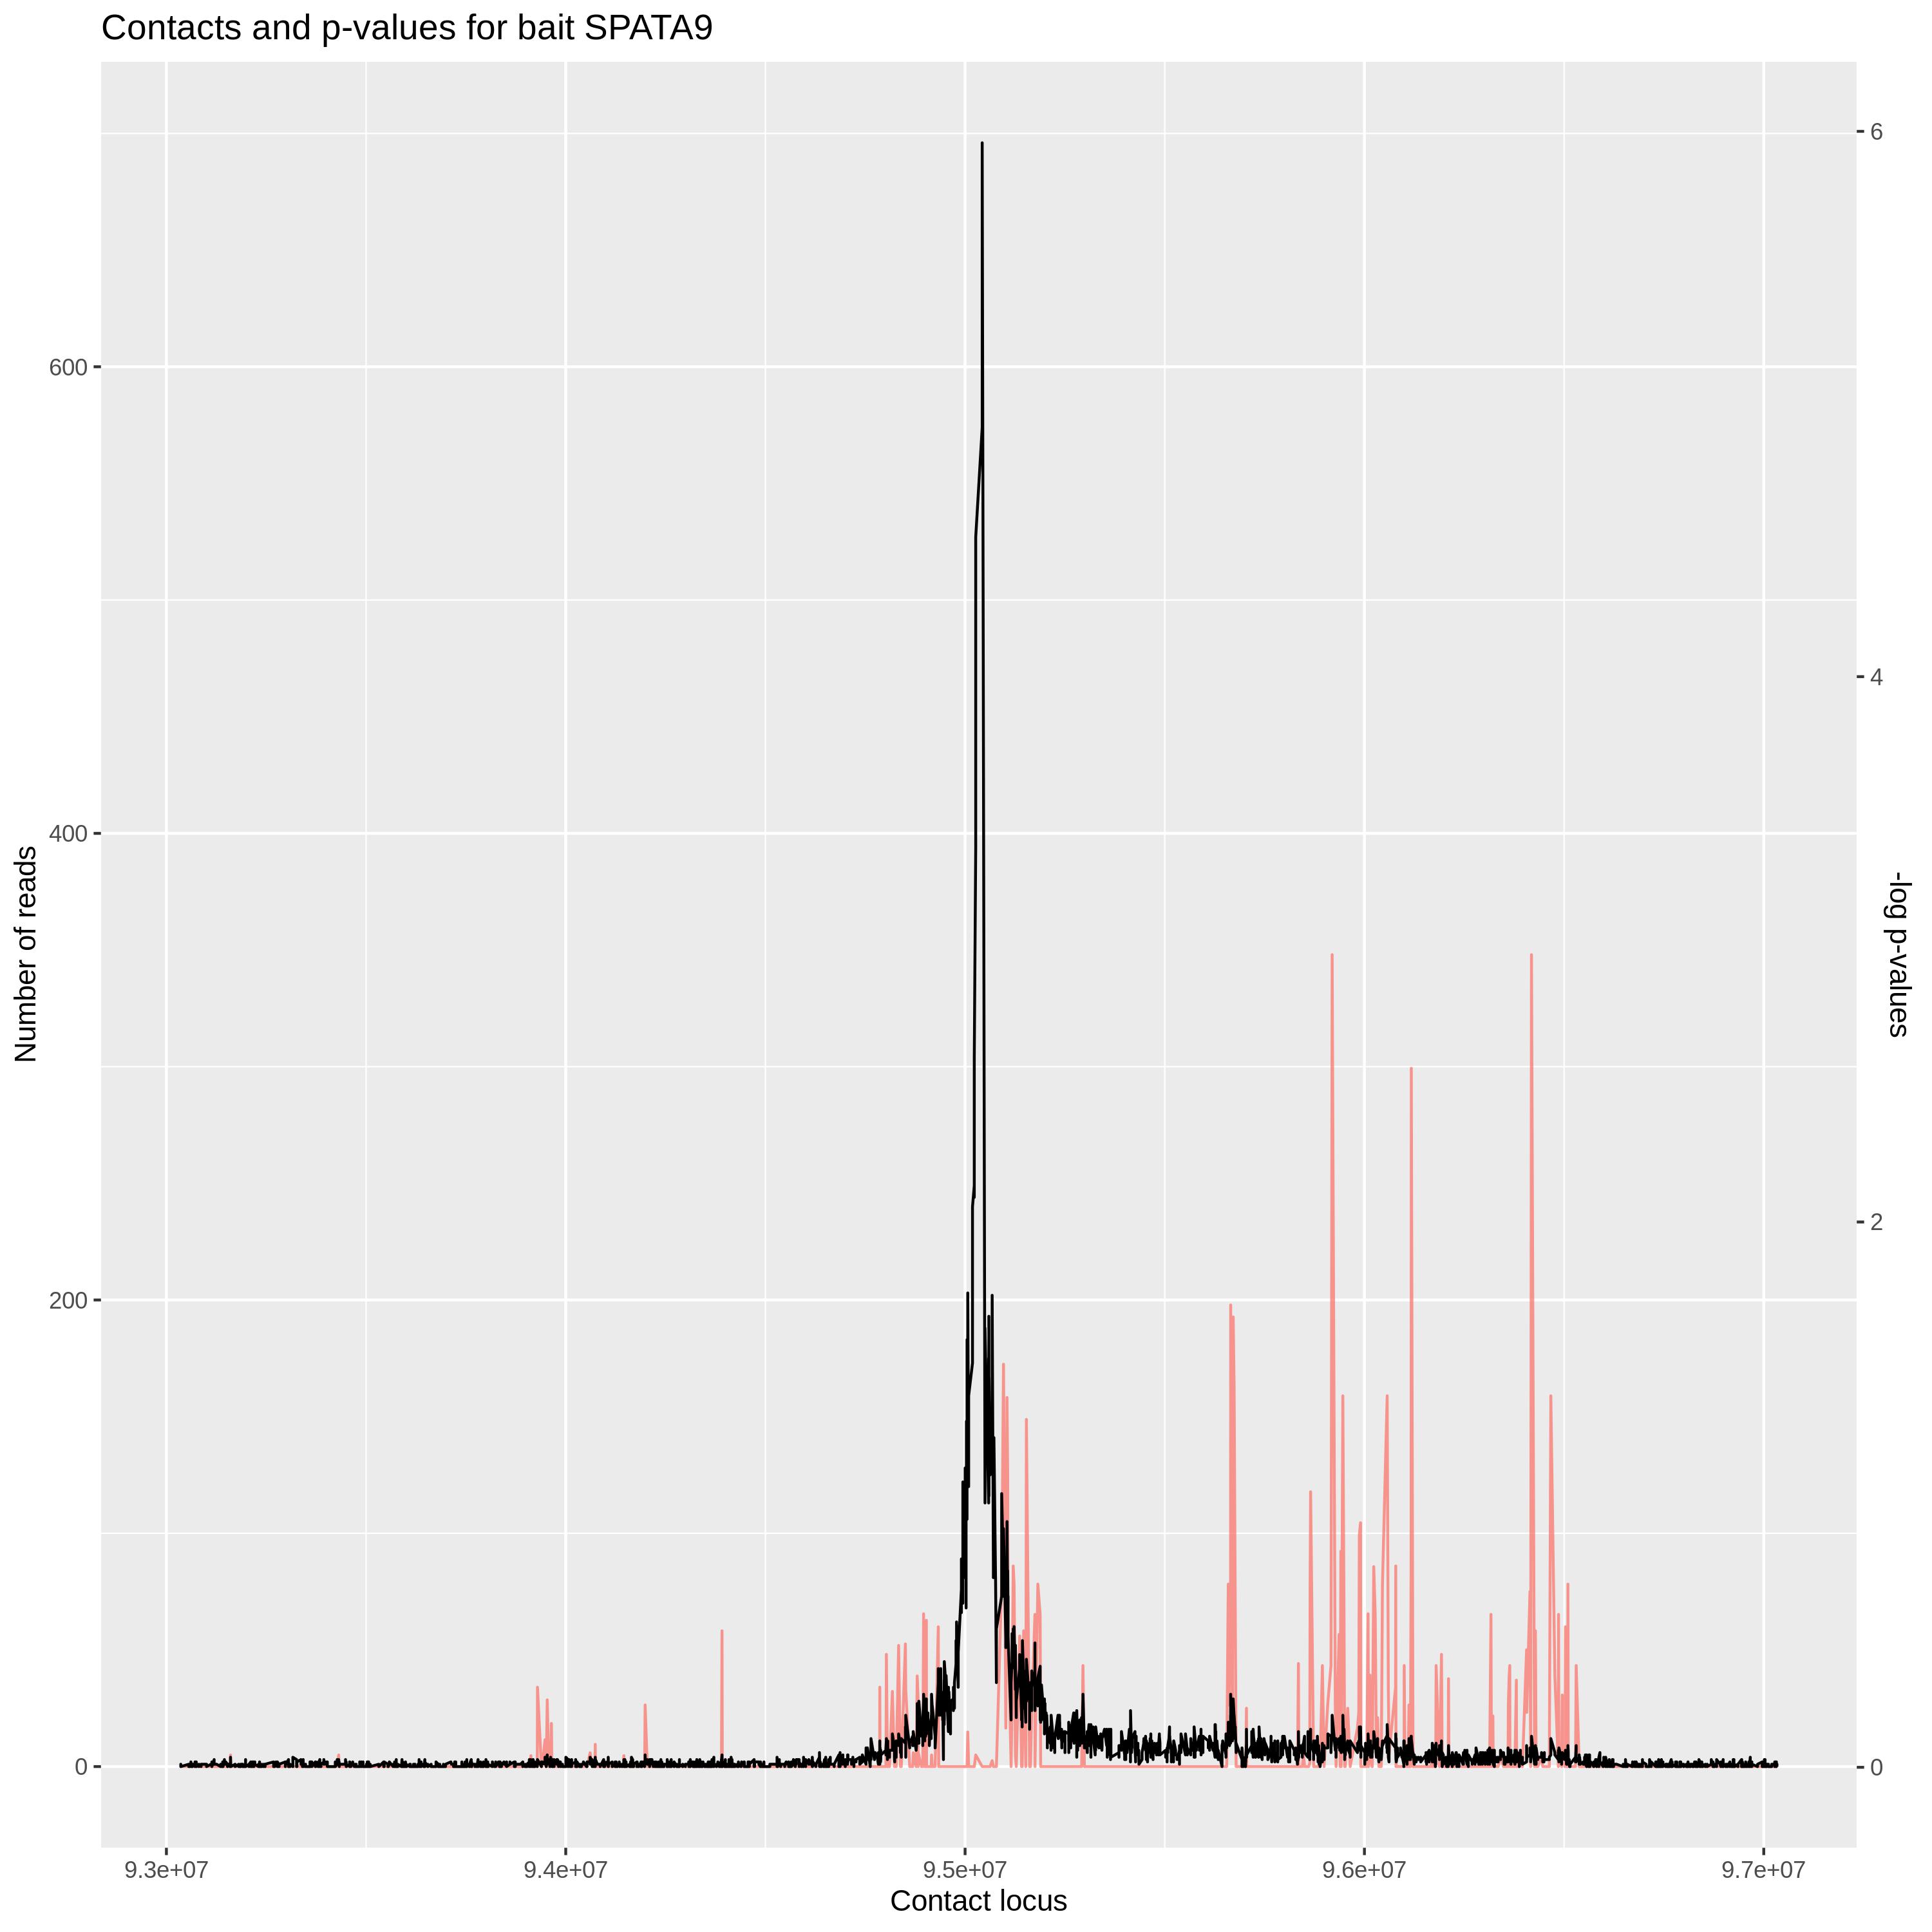 Contacts and p-values for bait SPATA9
Number of reads
600
400
200
0
6
4
2
0
-log p-values
9.3e+07
9.4e+07
9.5e+07
9.6e+07
9.7e+07
Contact locus